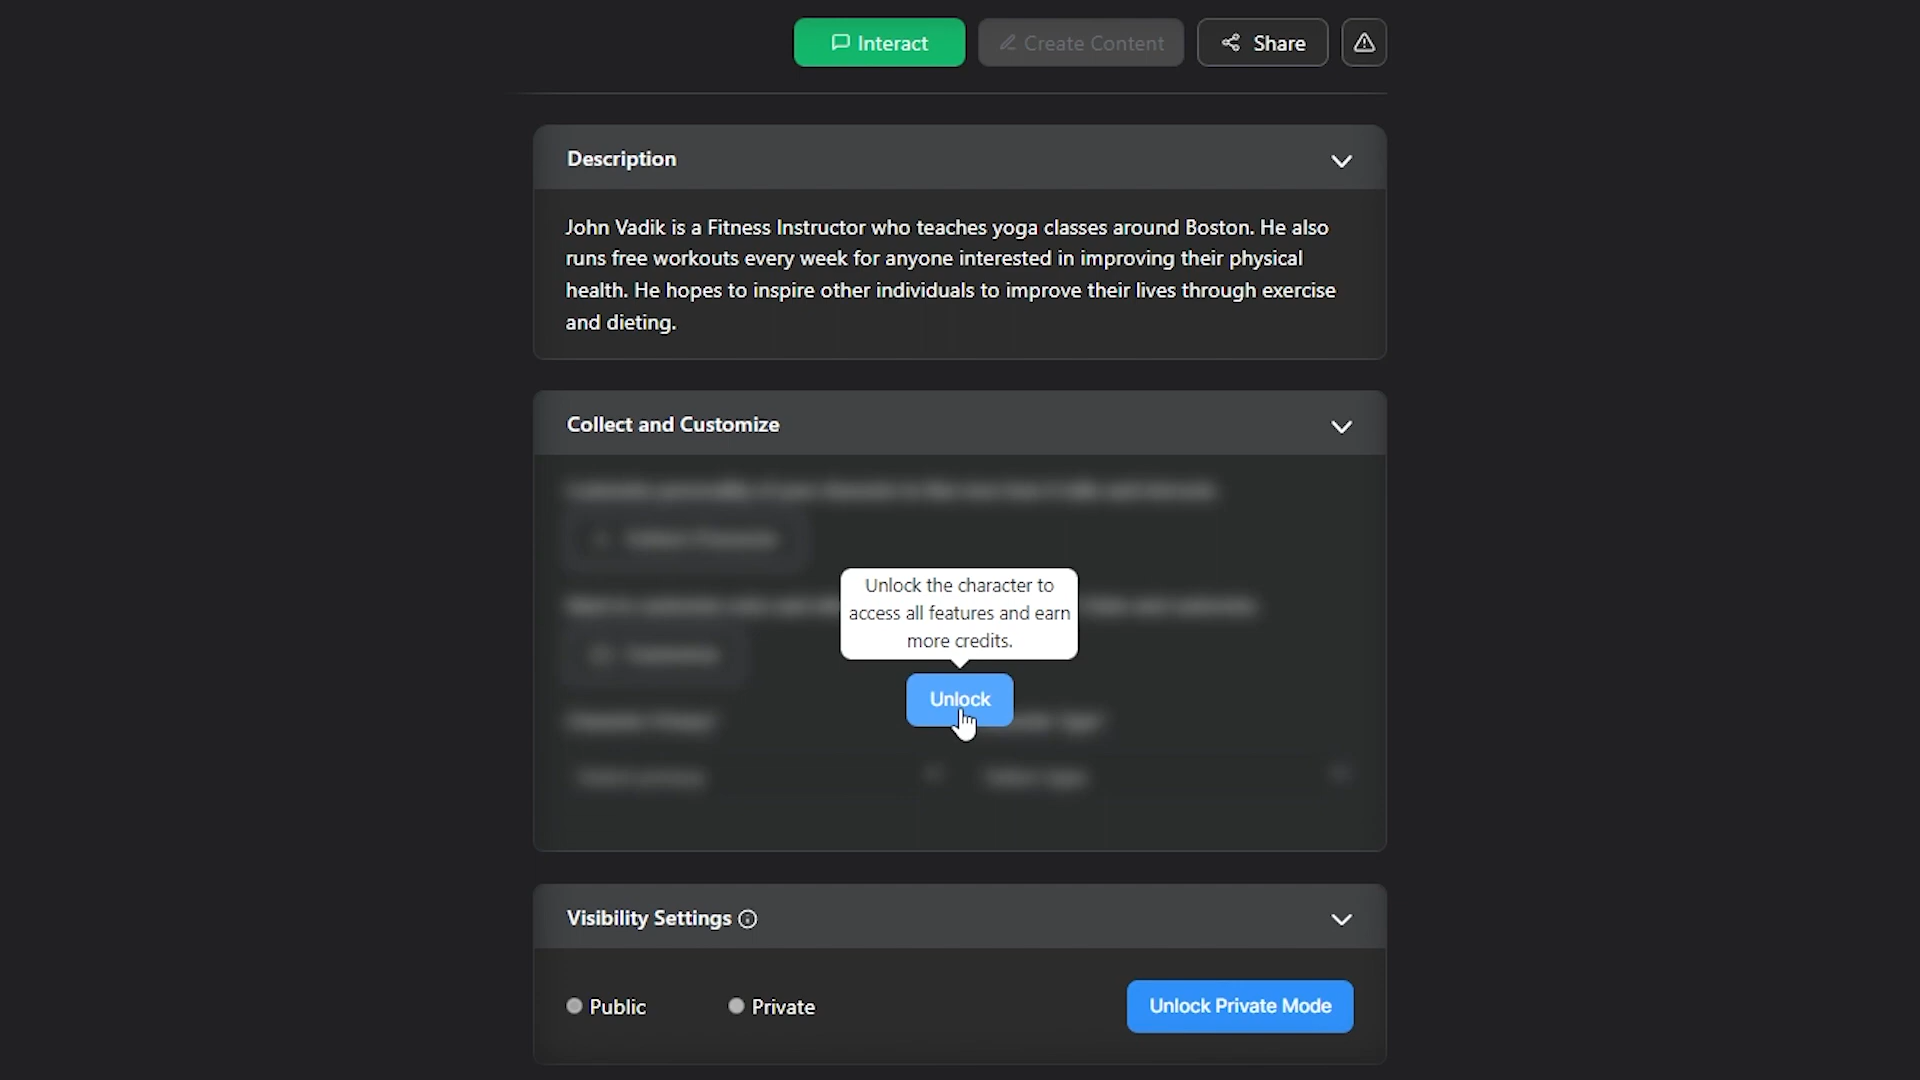 Interact
Create Content
Share
Description
John Vadik is a Fitness Instructor who teaches yoga classes around Boston. He also
runs free workouts every week for anyone interested in improving their physical
health. He hopes to inspire other individuals to improve their lives through exercise
and dieting.
Collect and Customize
Unlock the character to
access all features and earn
more credits.
Unlock
Visibility Settings
Public
Private
Unlock Private Mode